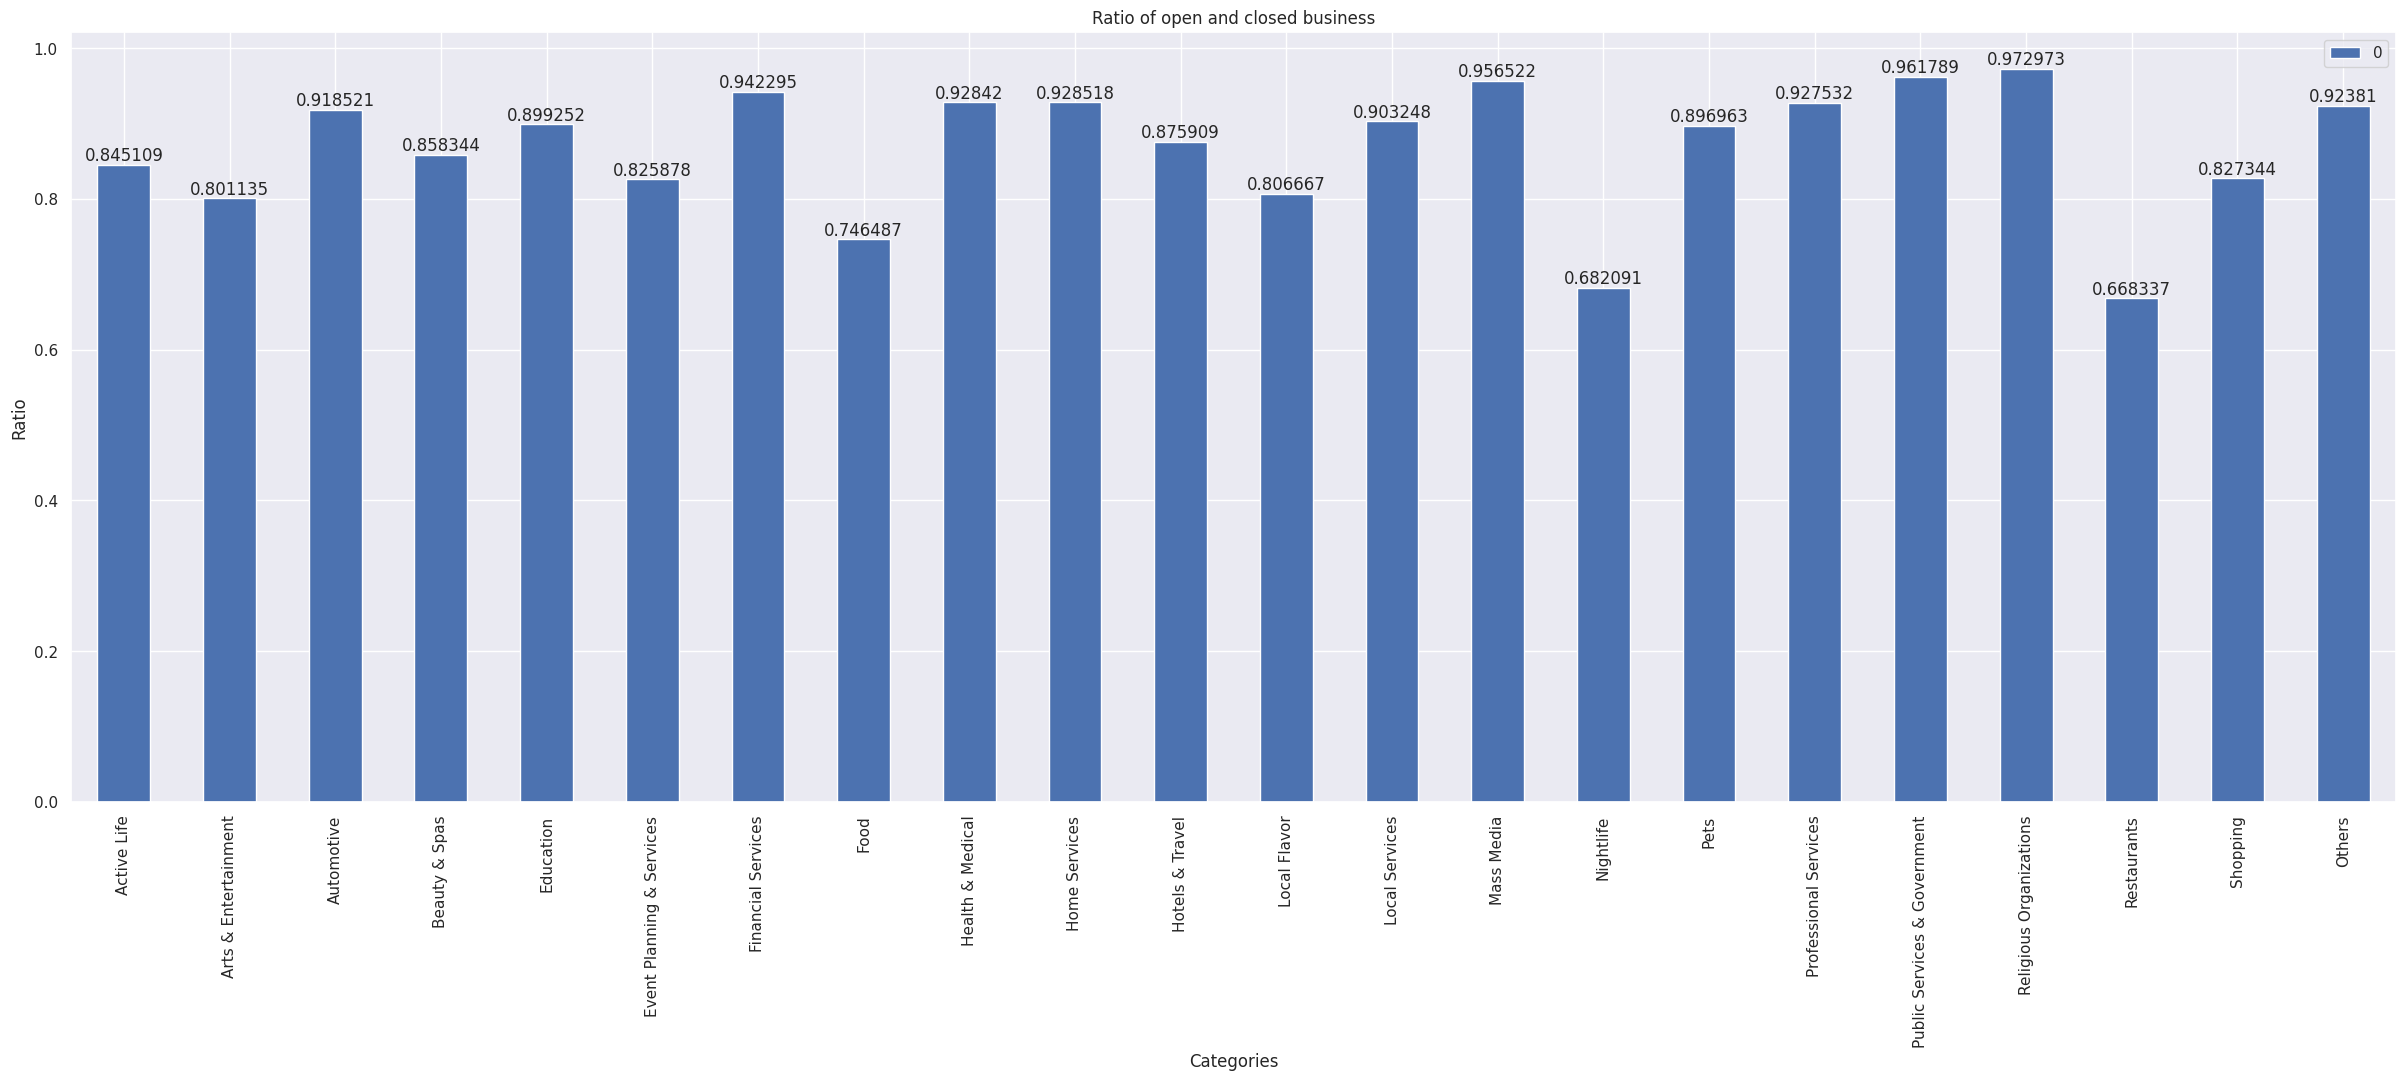 Ratio of open and closed business
0
1.0
0.8
0.6
0.4
0.2
0.0
Ratio
0.845109
0.801135
0.918521
0.858344
0.899252
0.825878
0.942295
0.746487
0.92842
0.928518
0.875909
0.806667
0.903248
0.956522
0.682091
0.896963
0.927532
0.961789
0.972973
0.668337
0.827344
0.92381
Active Life
Arts & Entertainment
Automotive
Beauty & Spas
Education
Event Planning & Services
Financial Services
Food
Health & Medical
Home Services
Hotels & Travel
Local Flavor
Local Services
Mass Media
Nightlife
Pets
Professional Services
Public Services & Government
Religious Organizations
Restaurants
Shopping
Others
Categories